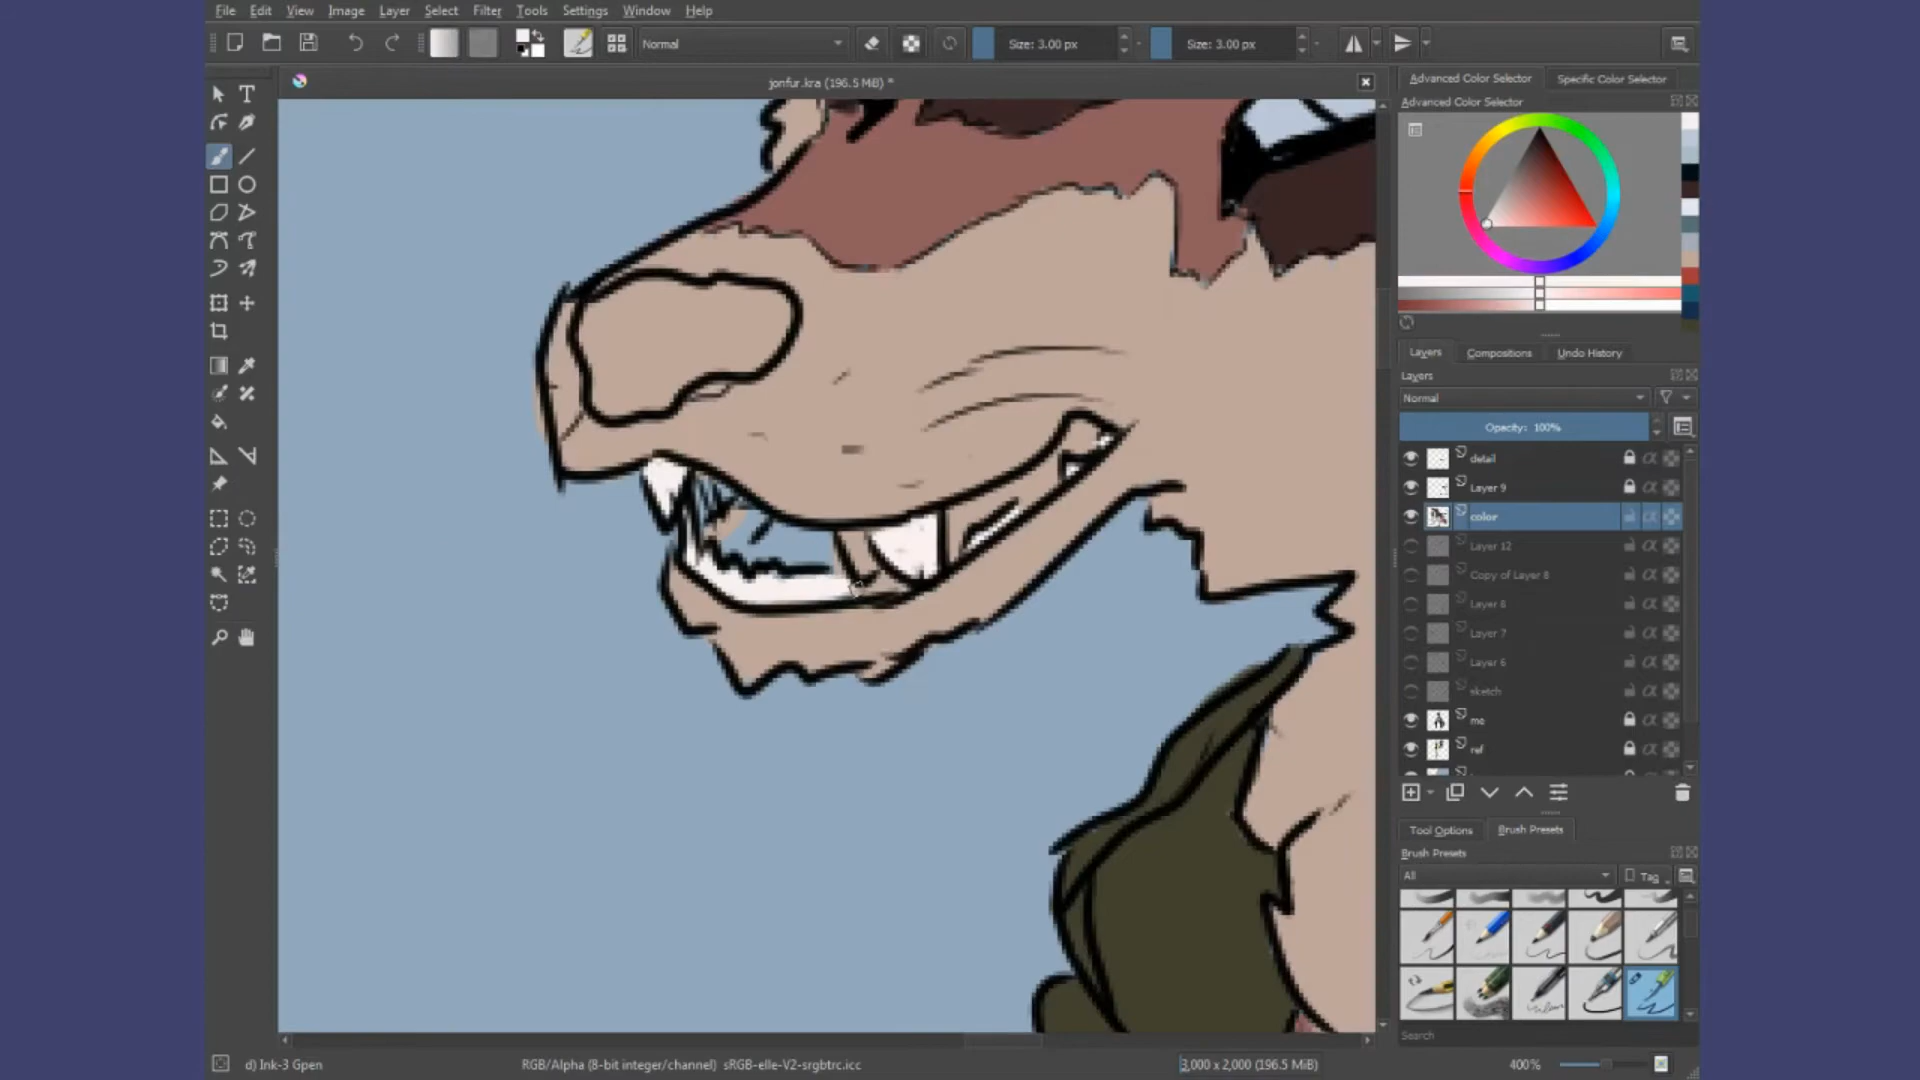 File Edit View Image Layer Select Filter Tools Settings Window Help
Normal Size: 3.00 px Size: 3.00 px
jonfur.kra (196.5 MiB) *
Advanced Color Selector Specific Color Selector
Advanced Color Selector
Layers Compositions Undo History
Layers
Normal
Opacity: 100%
detail
Layer 9
color
Layer 12
Copy of Layer 8
Layer 8
Layer 7
Layer 6
sketch
me
ref
Tool Options Brush Presets
Brush Presets
All Tag
Search
d) Ink-3 Gpen RGB/Alpha (8-bit integer/channel) sRGB-elle-V2-srgbtrc.icc 3,000 x 2,000 (196.5 MiB) 400%